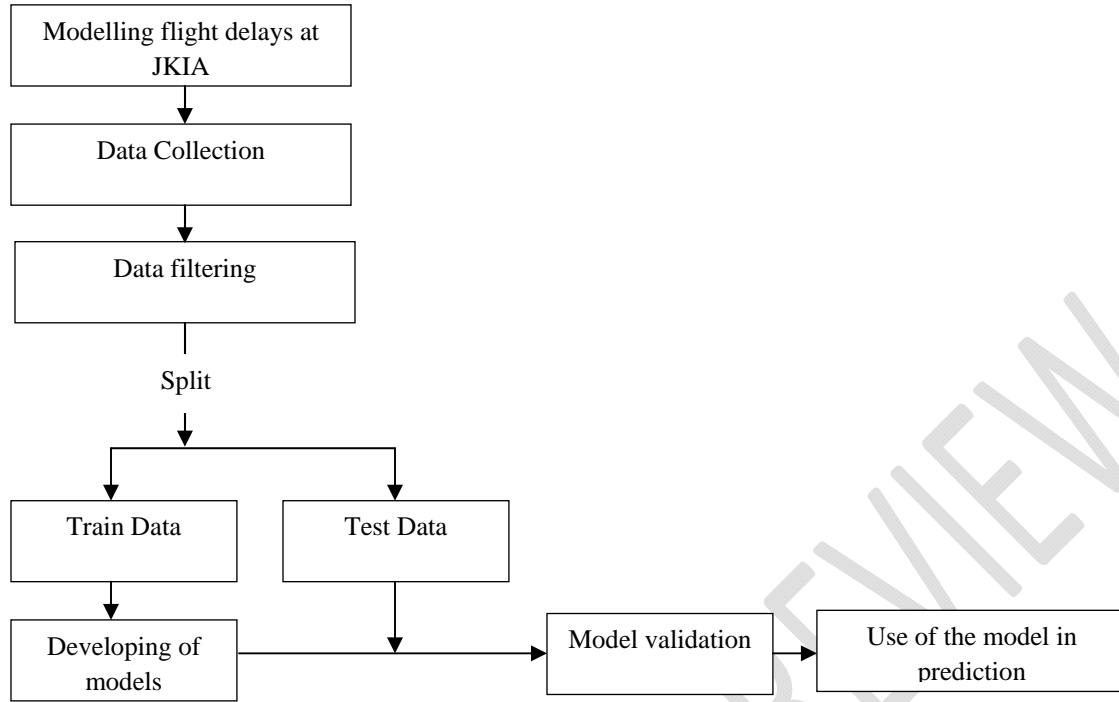 Modelling flight delays at
JKIA
Data Collection
Data filtering
Split
Train Data
Test Data
Developing of
models
Model validation
Use of the model in
prediction
REVIEW